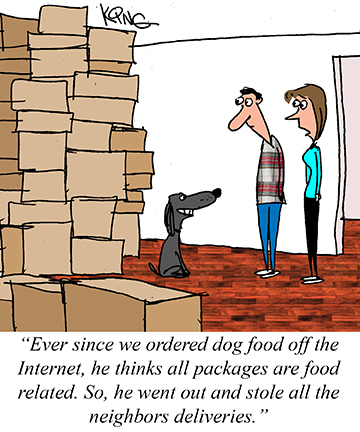 KPING
“Ever since we ordered dog food off the
Internet, he thinks all packages are food
related. So, he went out and stole all the
neighbors deliveries.”